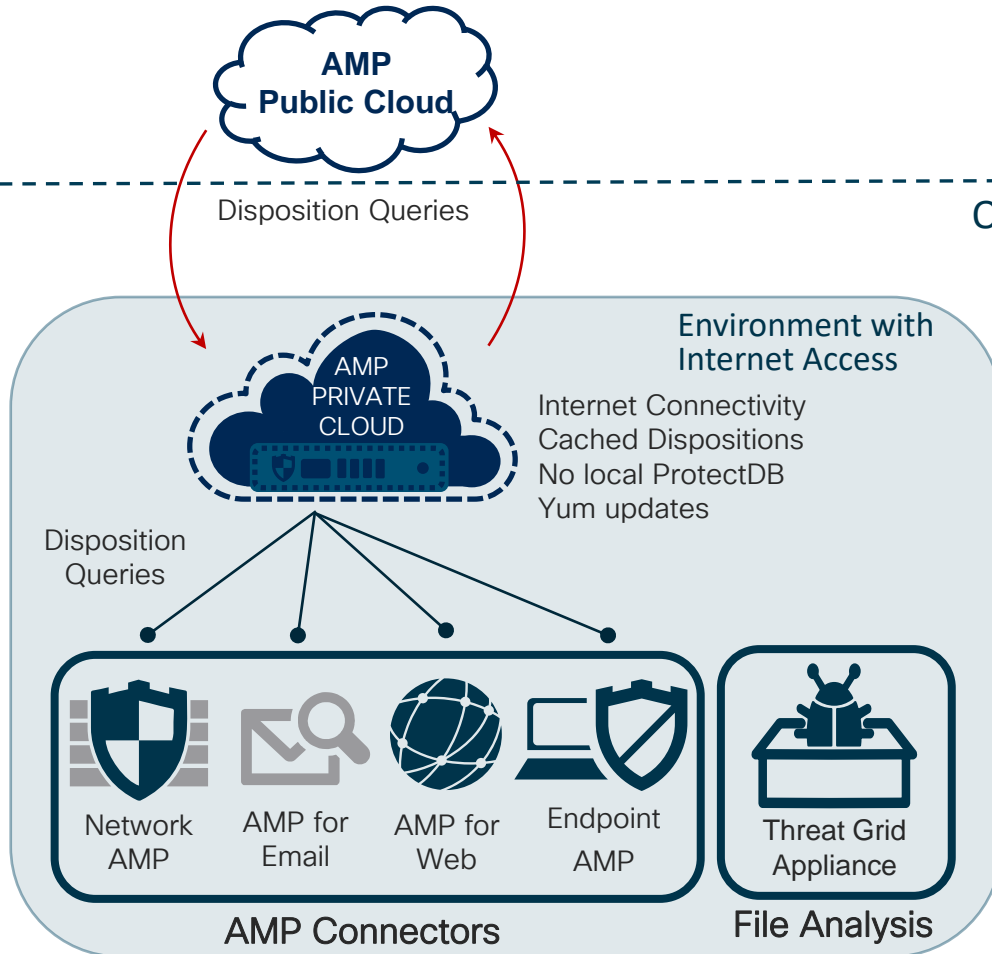 AMP
Public Cloud
Disposition Queries
Environment with
Internet Access
AMP
PRIVATE
CLOUD
Internet Connectivity
Cached Dispositions
No local ProtectDB
Yum updates
Disposition
Queries
Network
AMP
AMP for
Email
AMP for
Web
Endpoint
AMP
Threat Grid
Appliance
AMP Connectors
File Analysis